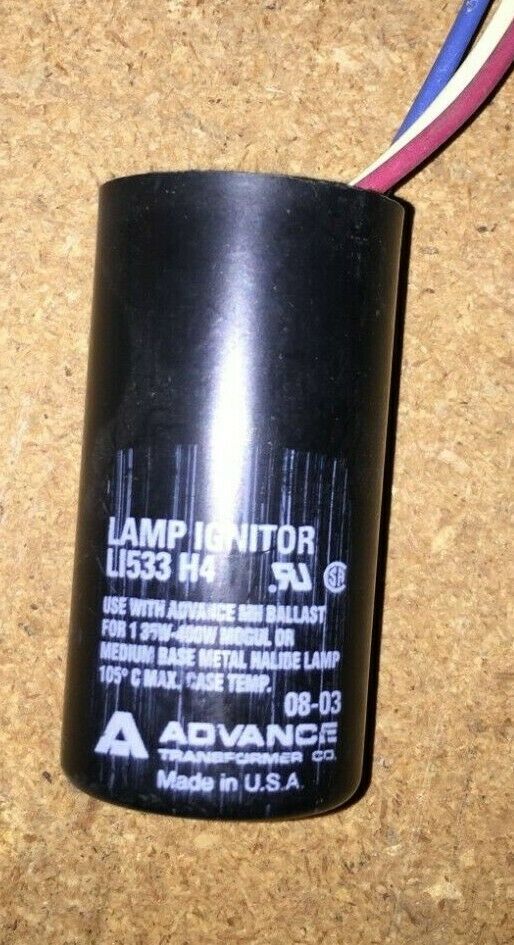 LAMP IGNITOR
LI533 H4
USE WITH ADVANCE MH BALLAST
FOR 1 35W-400W MOGUL OR
MEDIUM BASE METAL HALIDE LAMP
105° C MAX. CASE TEMP.
08-03
ADVANCE
TRANSFORMER CO.
Made in U.S.A.